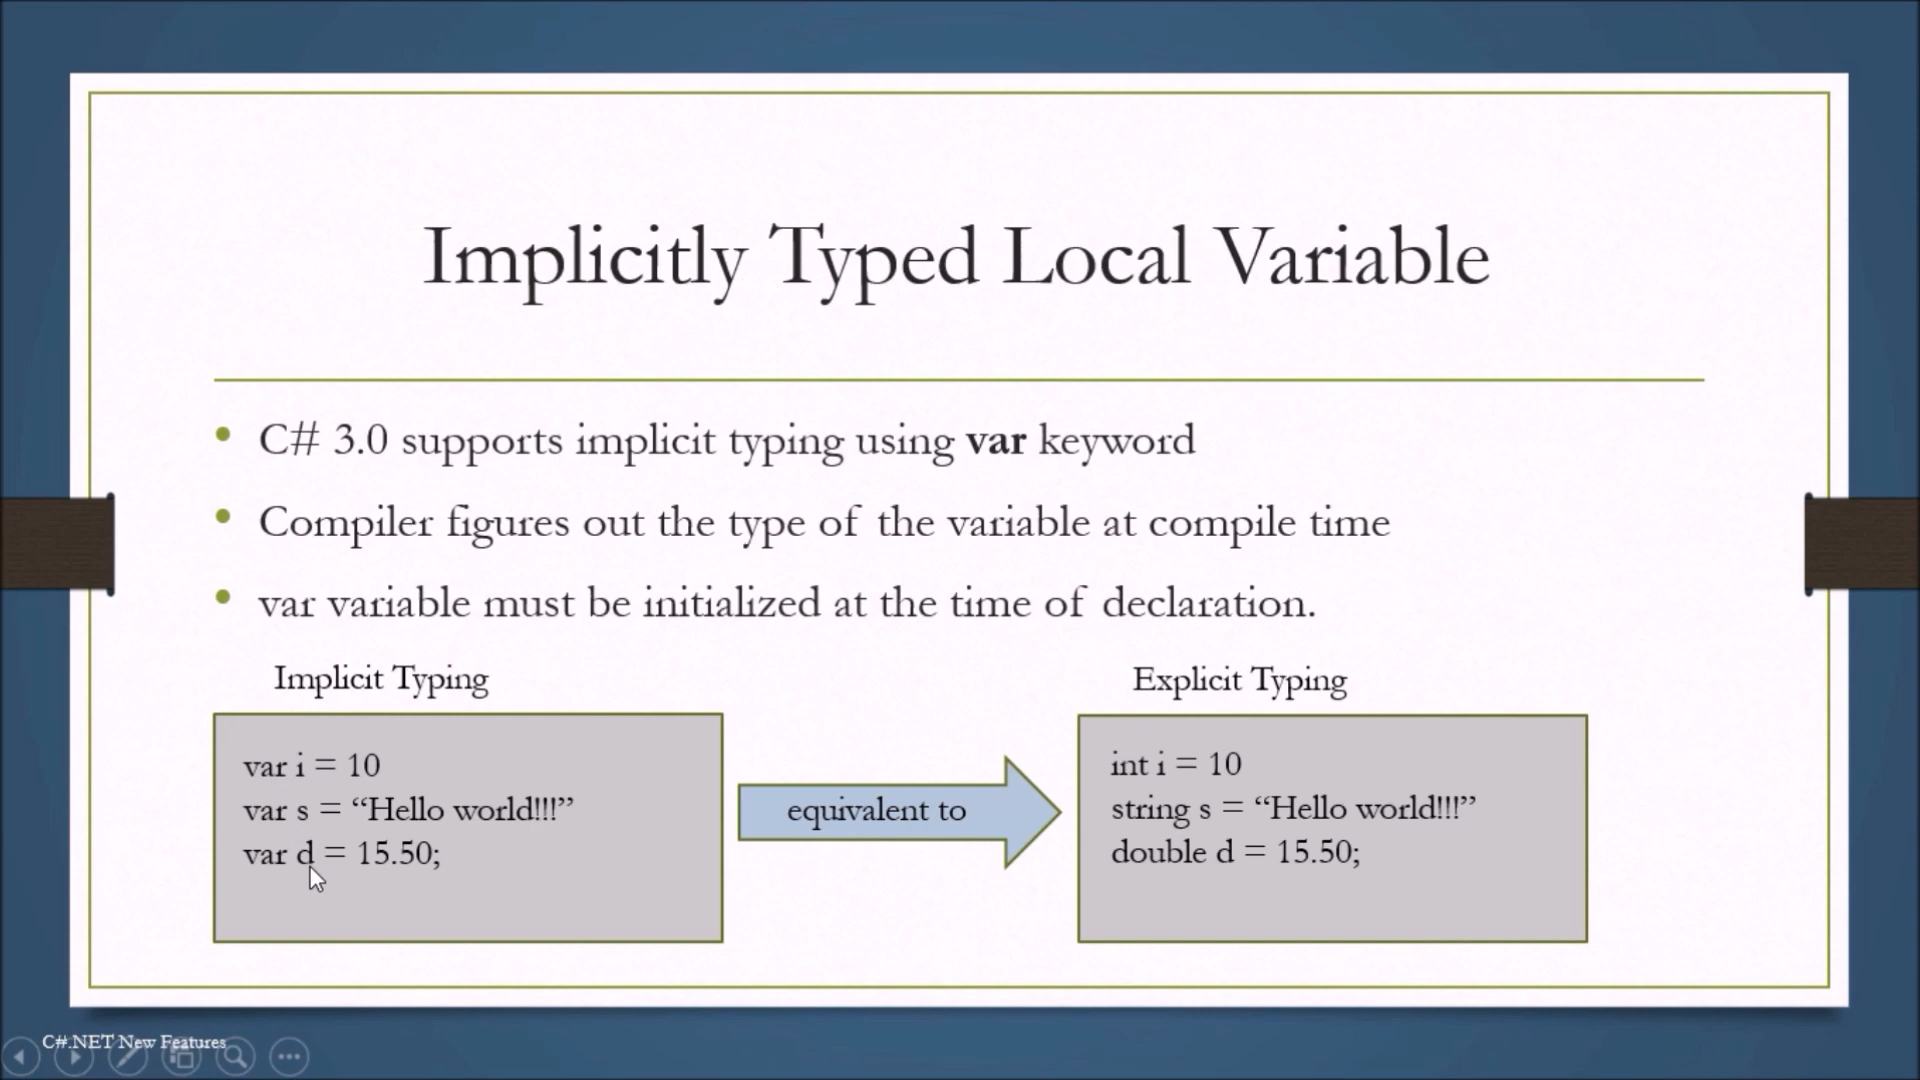 Implicitly Typed Local Variable
• C# 3.0 supports implicit typing using var keyword
• Compiler figures out the type of the variable at compile time
• var variable must be initialized at the time of declaration.
Implicit Typing
var i = 10
var s = “Hello world!!!”
var d = 15.50;
equivalent to
Explicit Typing
int i = 10
string s = “Hello world!!!”
double d = 15.50;
C#.NET New Features